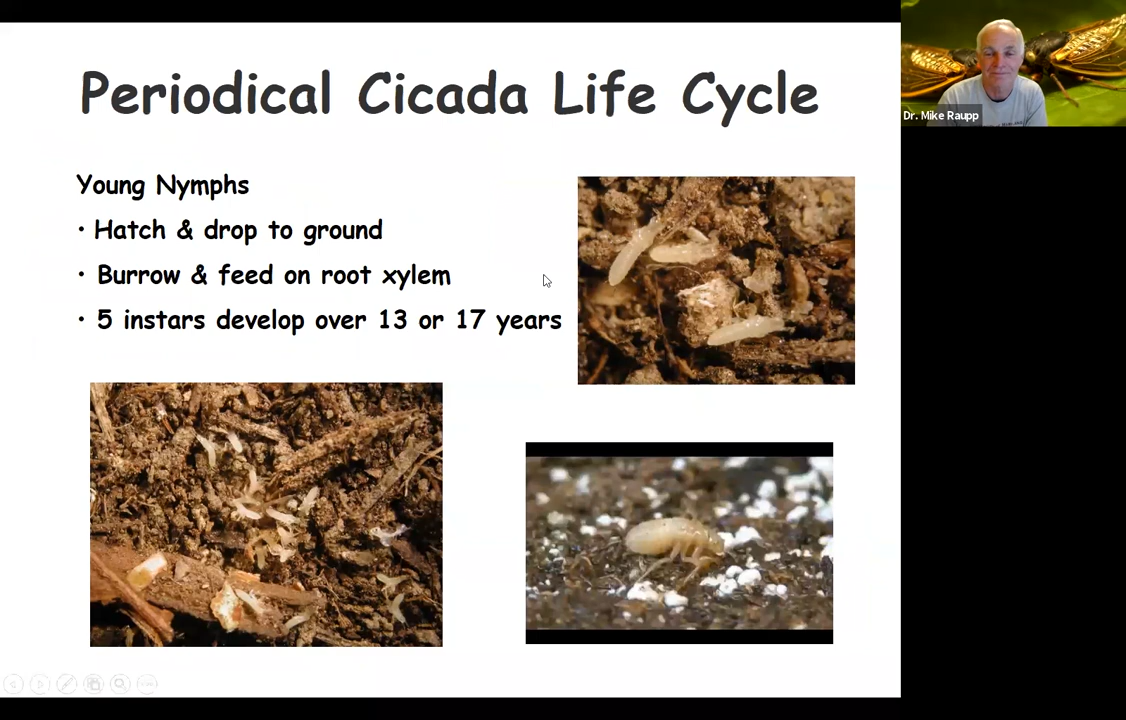 Periodical Cicada Life Cycle
Dr. Mike Raupp
Young Nymphs
• Hatch & drop to ground
• Burrow & feed on root xylem
• 5 instars develop over 13 or 17 years